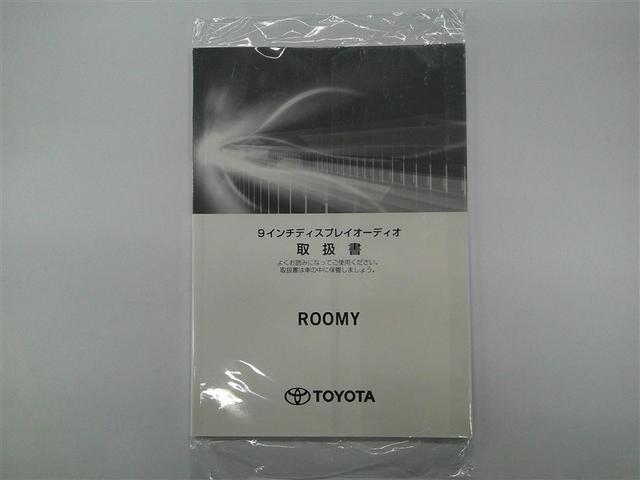 9インチディスプレイオーディオ
取扱書
よくお読みになってご使用ください。
取扱書は車の中に保管しましょう。
ROOMY
TOYOTA